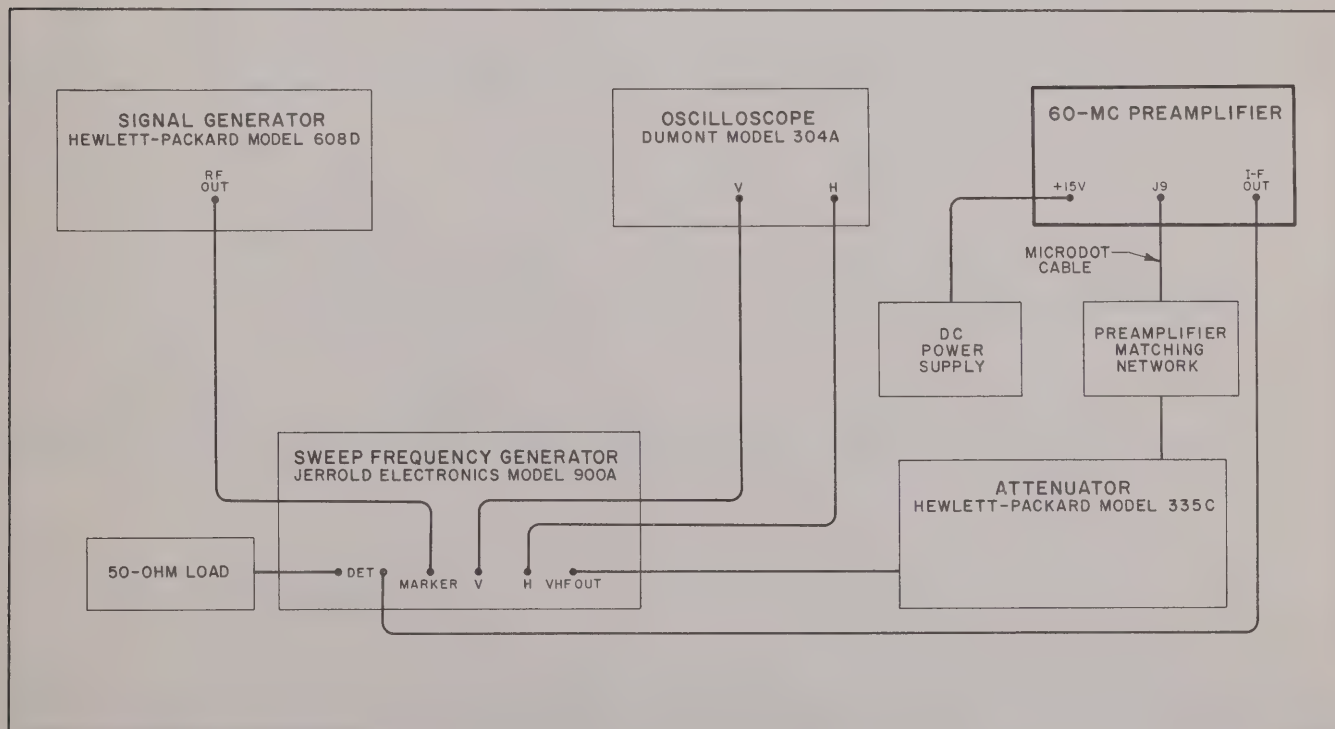 SIGNAL GENERATOR
HEWLETT-PACKARD MODEL 608D
RF
OUT
OSCILLOSCOPE
DUMONT MODEL 304A
V
H
60-MC PREAMPLIFIER
+15V
J9
I-F
OUT
MICRODOT
CABLE
DC
POWER
SUPPLY
PREAMPLIFIER
MATCHING
NETWORK
SWEEP FREQUENCY GENERATOR
JERROLD ELECTRONICS MODEL 900A
ATTENUATOR
HEWLETT-PACKARD MODEL 335C
50-OHM LOAD
DET
MARKER
V
H
VHF OUT